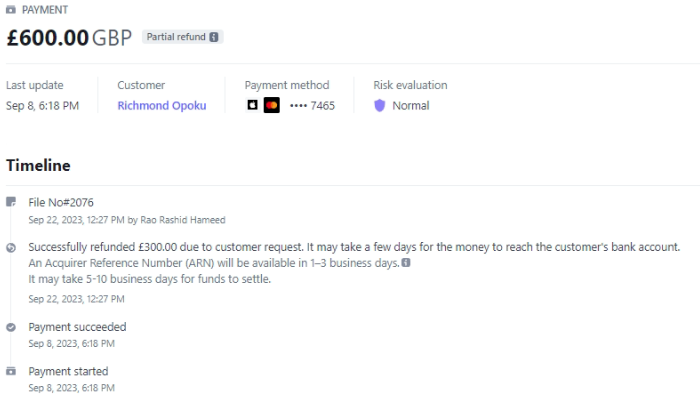 PAYMENT
£600.00 GBP Partial refund
Last update Customer Payment method Risk evaluation
Sep 8, 6:18 PM Richmond Opoku •••• 7465 Normal
Timeline
File No#2076
Sep 22, 2023, 12:27 PM by Rao Rashid Hameed
Successfully refunded £300.00 due to customer request. It may take a few days for the money to reach the customer's bank account.
An Acquirer Reference Number (ARN) will be available in 1–3 business days.
It may take 5-10 business days for funds to settle.
Sep 22, 2023, 12:27 PM
Payment succeeded
Sep 8, 2023, 6:18 PM
Payment started
Sep 8, 2023, 6:18 PM